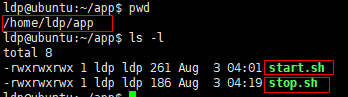 ldp@ubuntu:~/app$ pwd
/home/ldp/app
ldp@ubuntu:~/app$ ls -l
total 8
-rwxrwxrwx 1 ldp ldp 261 Aug  3 04:01 start.sh
-rwxrwxrwx 1 ldp ldp 186 Aug  3 04:19 stop.sh
ldp@ubuntu:~/app$